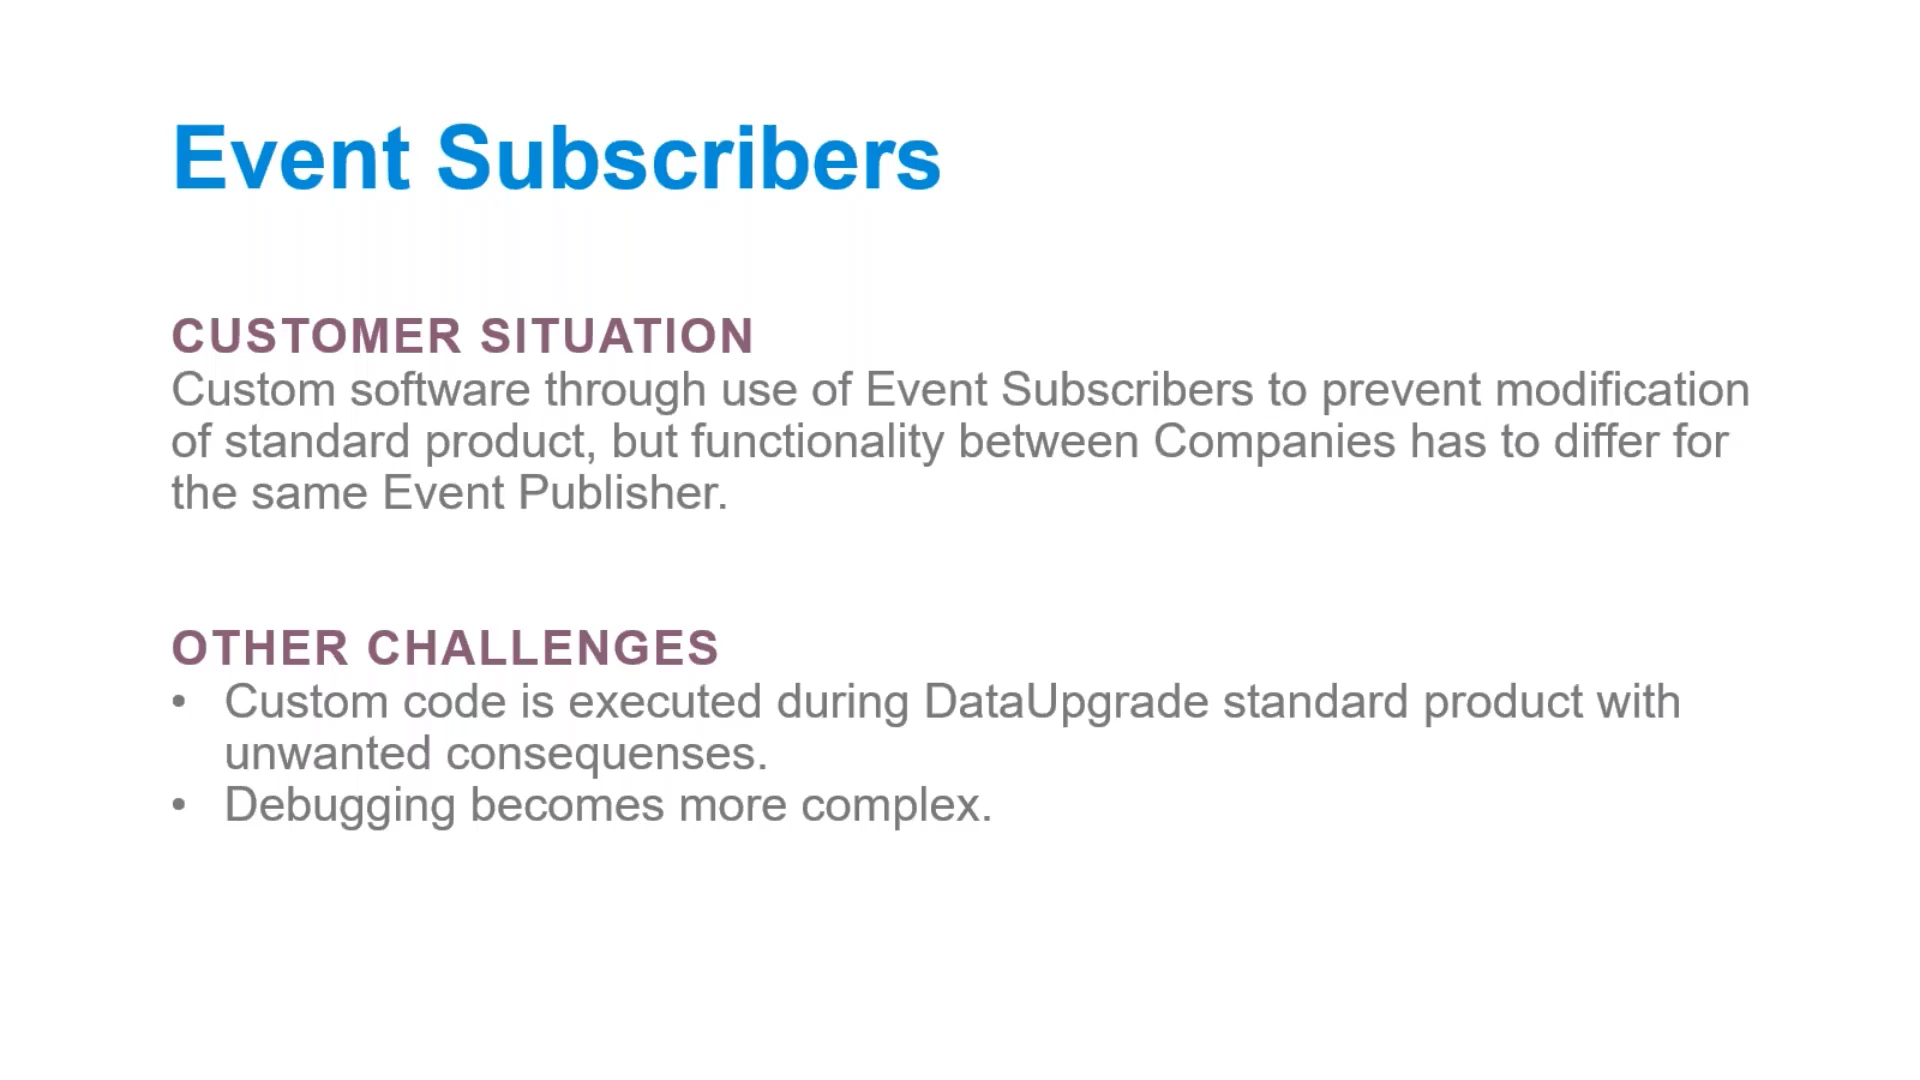 Event Subscribers
CUSTOMER SITUATION
Custom software through use of Event Subscribers to prevent modification
of standard product, but functionality between Companies has to differ for
the same Event Publisher.
OTHER CHALLENGES
• Custom code is executed during DataUpgrade standard product with
unwanted consequenses.
• Debugging becomes more complex.